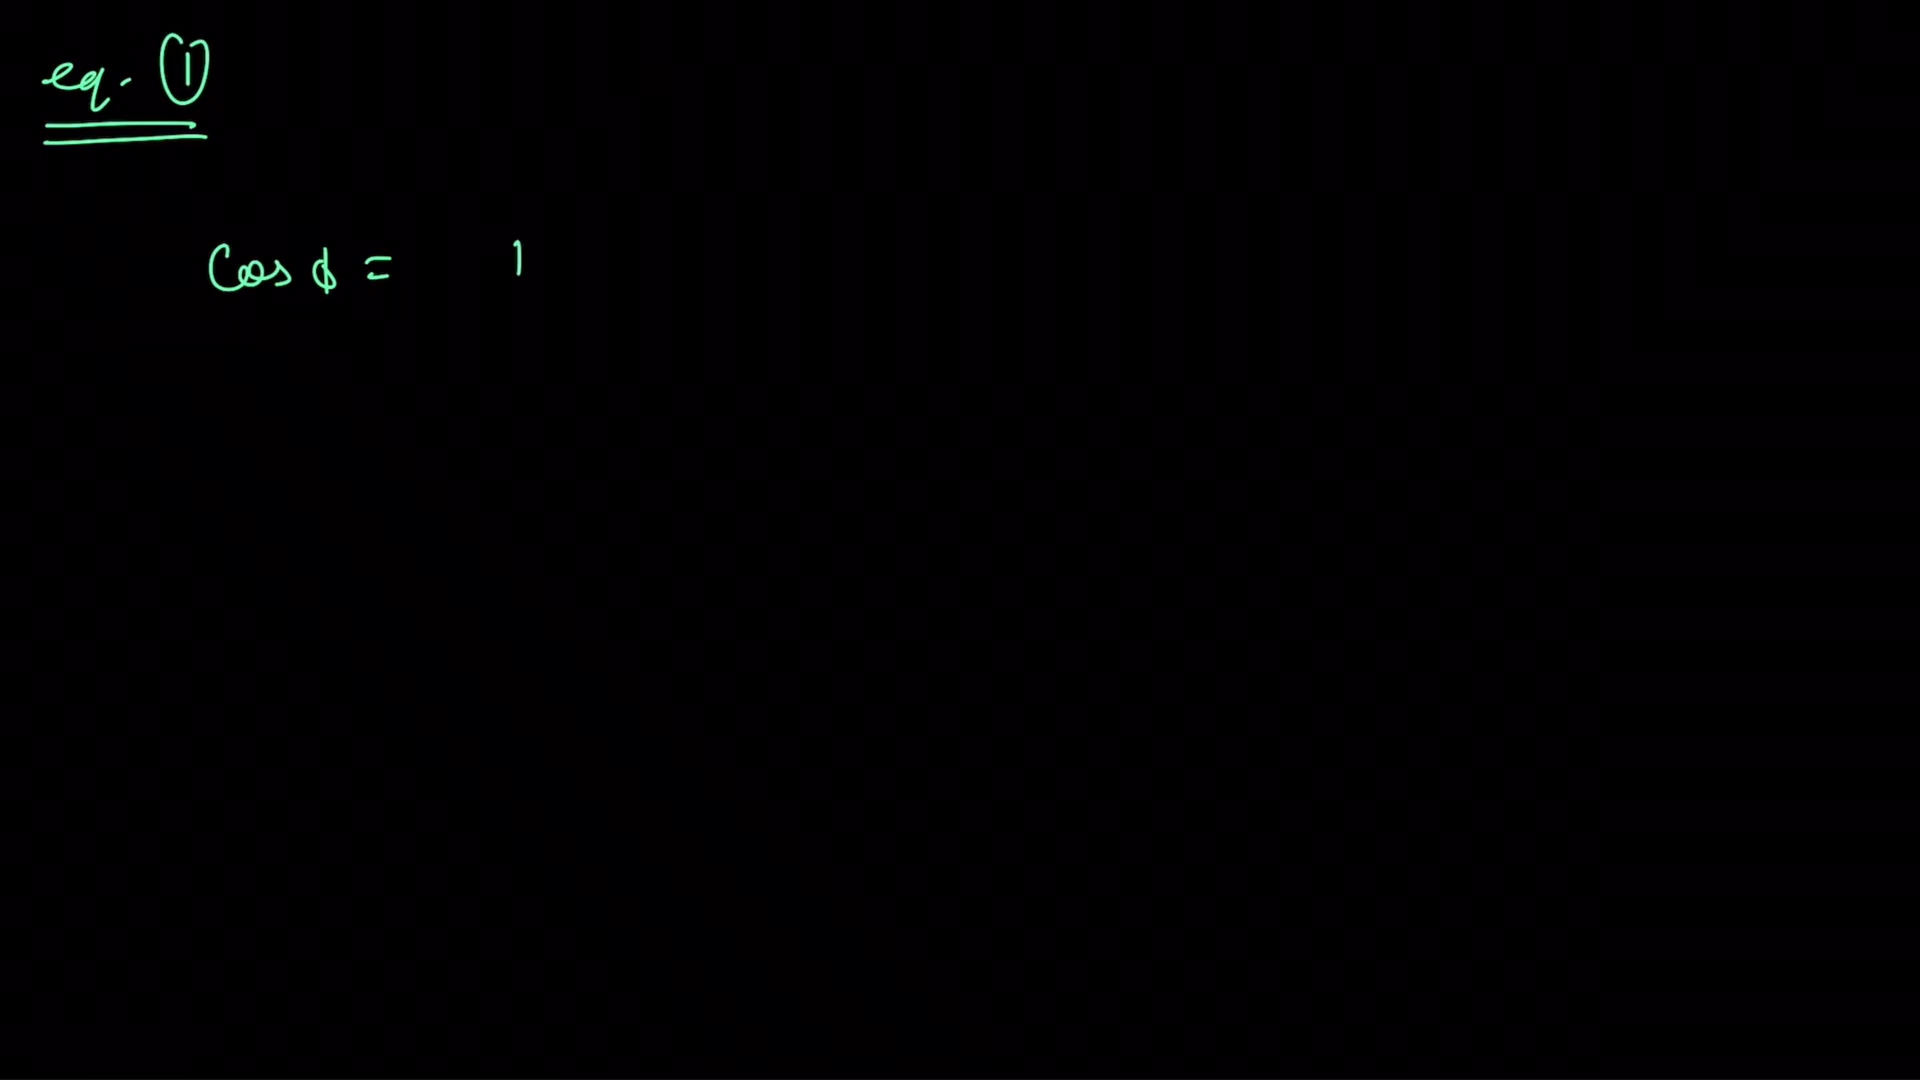 eq. ①
Cos ϕ = 1